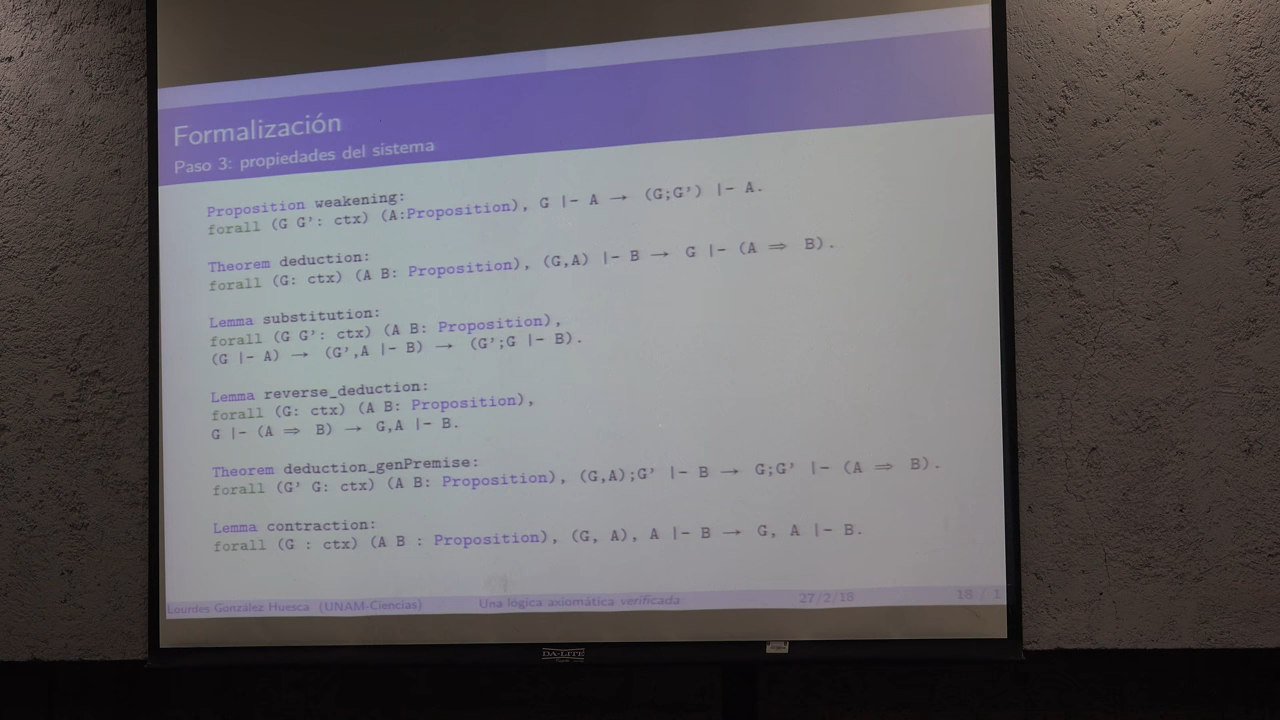 Formalización
Paso 3: propiedades del sistema
Proposition weakening:
forall (G G': ctx) (A:Proposition), G |- A → (G;G') |- A.
Theorem deduction:
forall (G: ctx) (A B: Proposition), (G,A) |- B → G |- (A ⇒ B).
Lemma substitution:
forall (G G': ctx) (A B: Proposition),
(G |- A) → (G',A |- B) → (G';G |- B).
Lemma reverse_deduction:
forall (G: ctx) (A B: Proposition),
G |- (A ⇒ B) → G,A |- B.
Theorem deduction_genPremise:
forall (G' G: ctx) (A B: Proposition), (G,A);G' |- B → G;G' |- (A ⇒ B).
Lemma contraction:
forall (G : ctx) (A B : Proposition), (G, A), A |- B → G, A |- B.
Lourdes González Huesca (UNAM-Ciencias) Una lógica axiomática verificada 27/2/18 18 / 1
DA-LITE